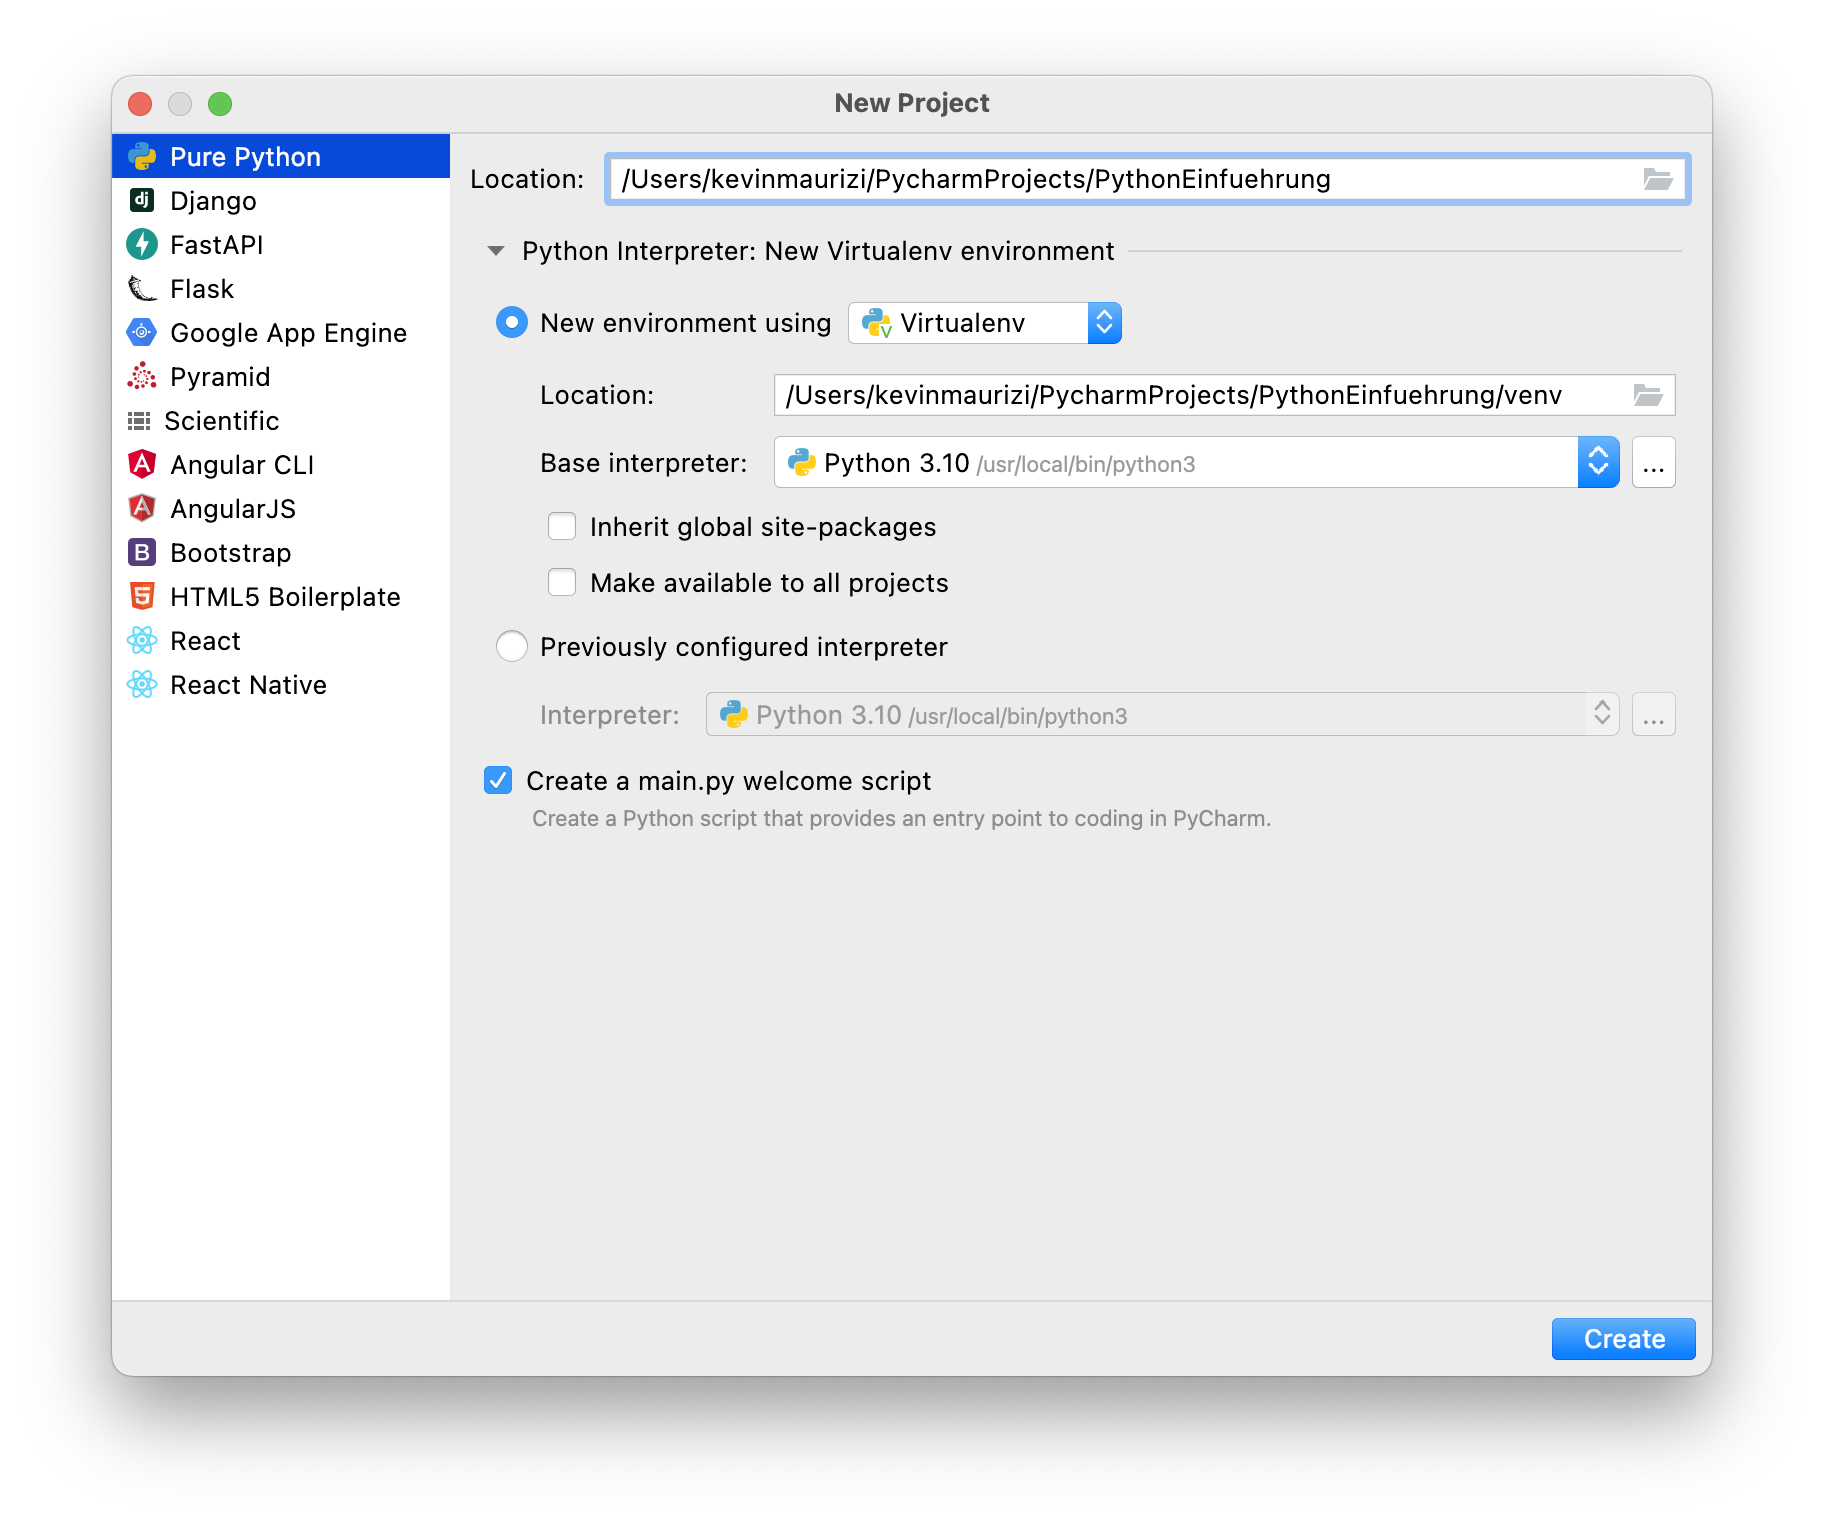 New Project
Pure Python
Django
FastAPI
Flask
Google App Engine
Pyramid
Scientific
Angular CLI
AngularJS
Bootstrap
HTML5 Boilerplate
React
React Native
Location: /Users/kevinmaurizi/PycharmProjects/PythonEinfuehrung
Python Interpreter: New Virtualenv environment
New environment using Virtualenv
Location: /Users/kevinmaurizi/PycharmProjects/PythonEinfuehrung/venv
Base interpreter: Python 3.10 /usr/local/bin/python3 ...
Inherit global site-packages
Make available to all projects
Previously configured interpreter
Interpreter: Python 3.10 /usr/local/bin/python3 ...
Create a main.py welcome script
Create a Python script that provides an entry point to coding in PyCharm.
Create